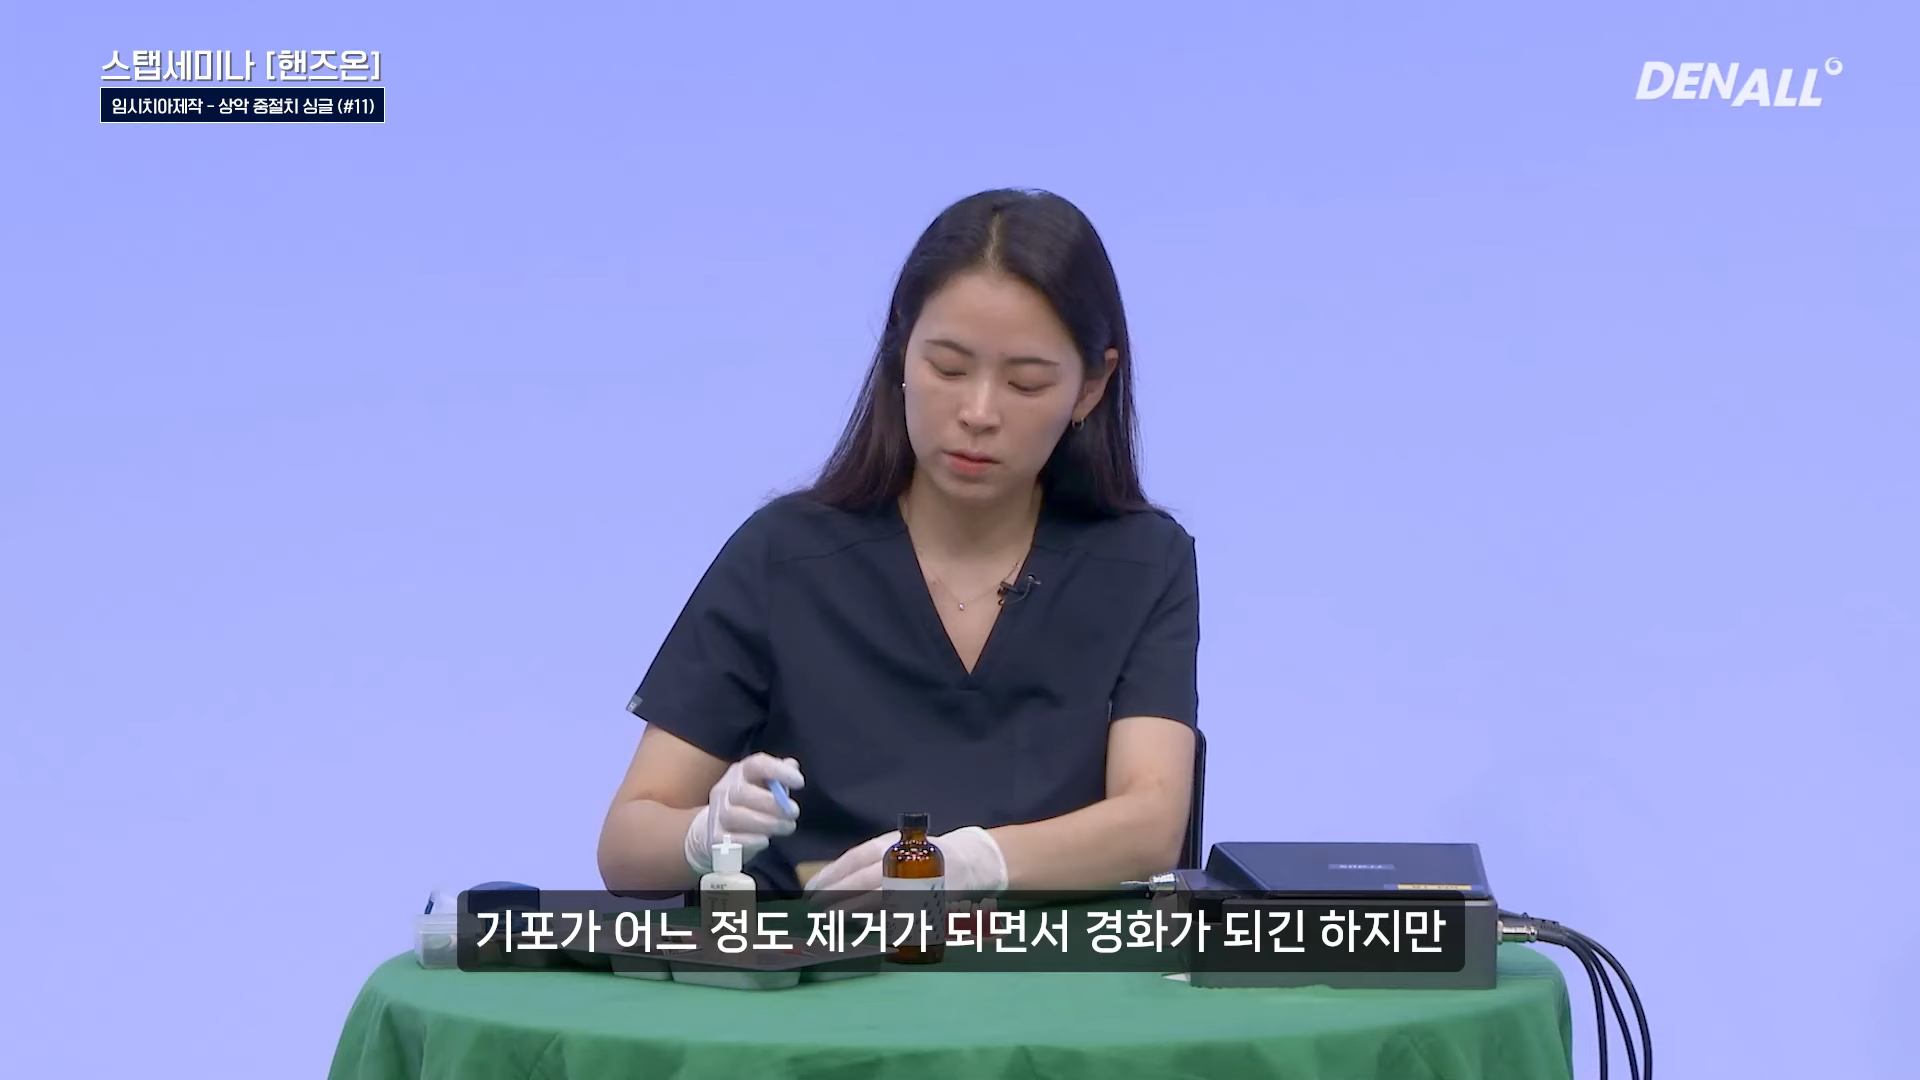 스탭세미나 [핸즈온]
임시치아제작 - 상악 중절치 싱글 (#11)
DENALL
기포가 어느 정도 제거가 되면서 경화가 되긴 하지만